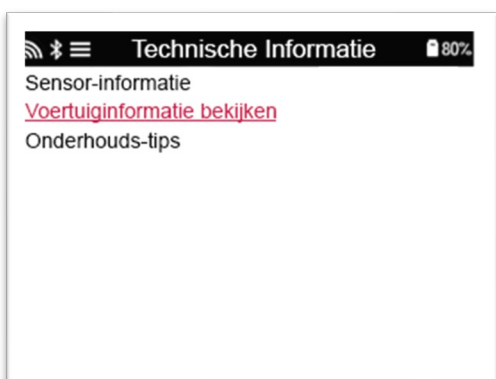 Technische Informatie 80%
Sensor-informatie
Voertuiginformatie bekijken
Onderhouds-tips